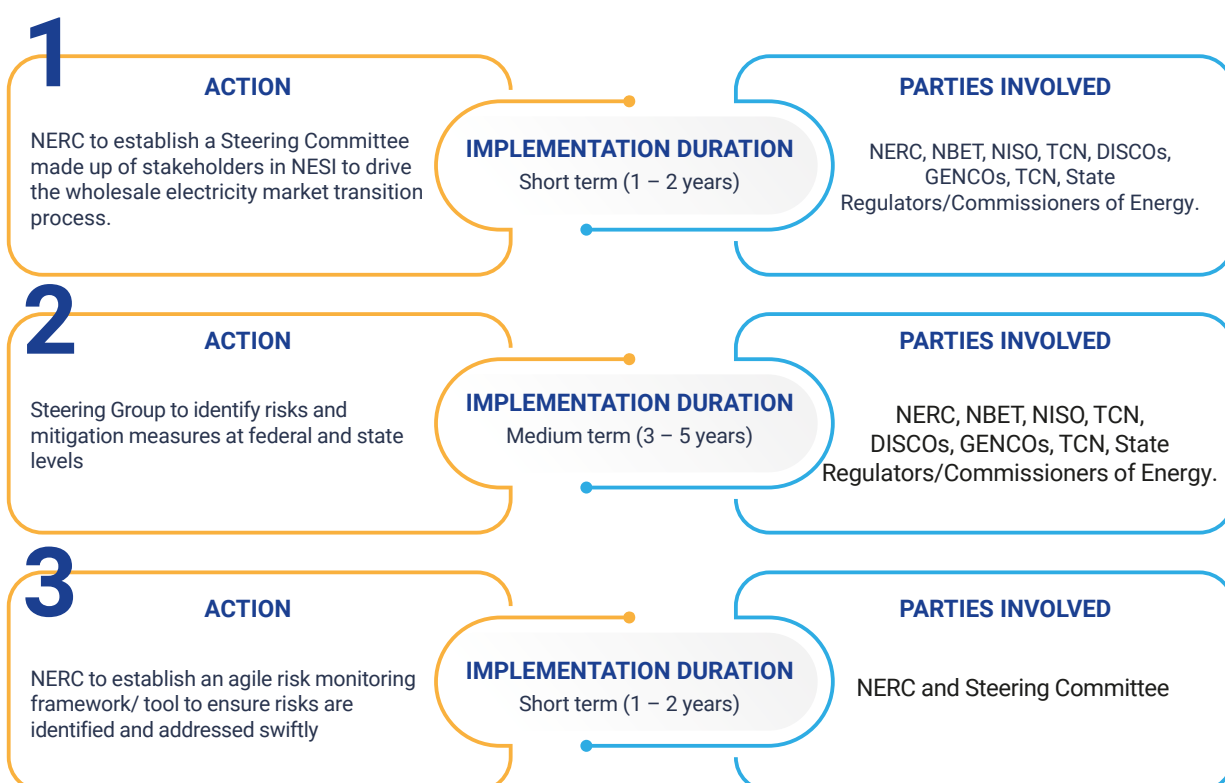 1
ACTION
NERC to establish a Steering Committee
made up of stakeholders in NESI to drive
the wholesale electricity market transition
process.
IMPLEMENTATION DURATION
Short term (1 – 2 years)
PARTIES INVOLVED
NERC, NBET, NISO, TCN, DISCOs,
GENCOs, TCN, State
Regulators/Commissioners of Energy.
2
ACTION
Steering Group to identify risks and
mitigation measures at federal and state
levels
IMPLEMENTATION DURATION
Medium term (3 – 5 years)
PARTIES INVOLVED
NERC, NBET, NISO, TCN,
DISCOs, GENCOs, TCN, State
Regulators/Commissioners of Energy.
3
ACTION
NERC to establish an agile risk monitoring
framework/ tool to ensure risks are
identified and addressed swiftly
IMPLEMENTATION DURATION
Short term (1 – 2 years)
PARTIES INVOLVED
NERC and Steering Committee